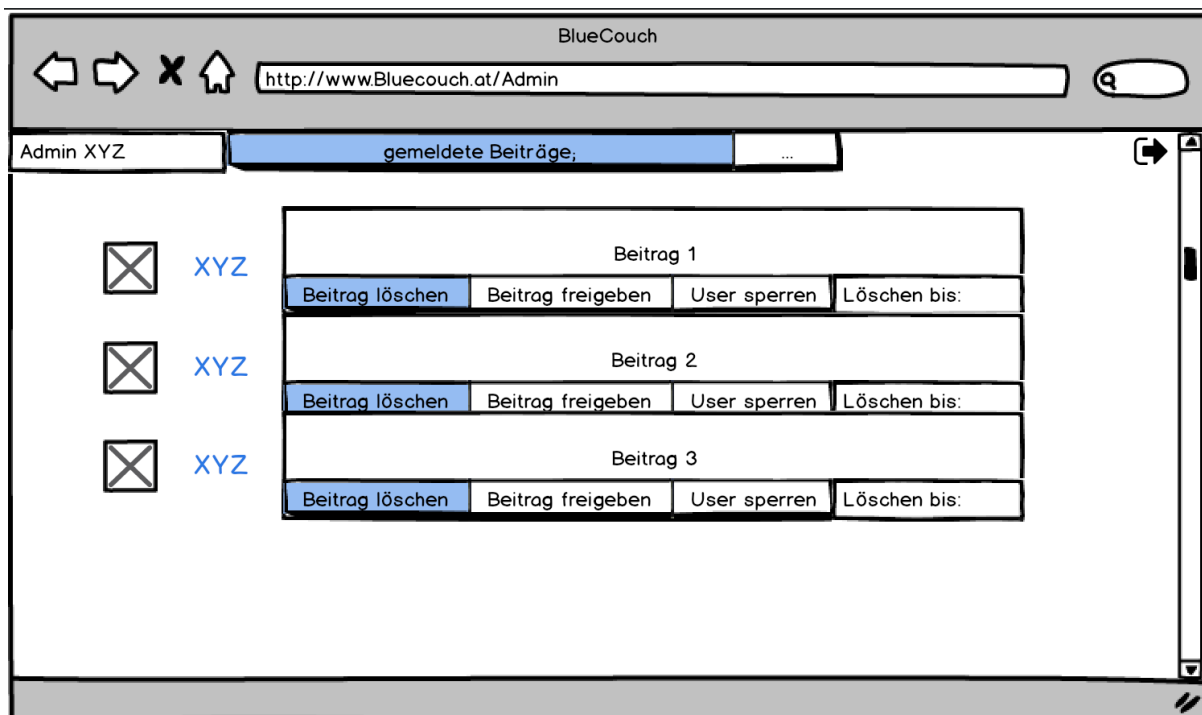 BlueCouch
http://www.Bluecouch.at/Admin
Admin XYZ gemeldete Beiträge; ...
Beitrag 1
XYZ
Beitrag löschen Beitrag freigeben User sperren Löschen bis:
Beitrag 2
XYZ
Beitrag löschen Beitrag freigeben User sperren Löschen bis:
Beitrag 3
XYZ
Beitrag löschen Beitrag freigeben User sperren Löschen bis: